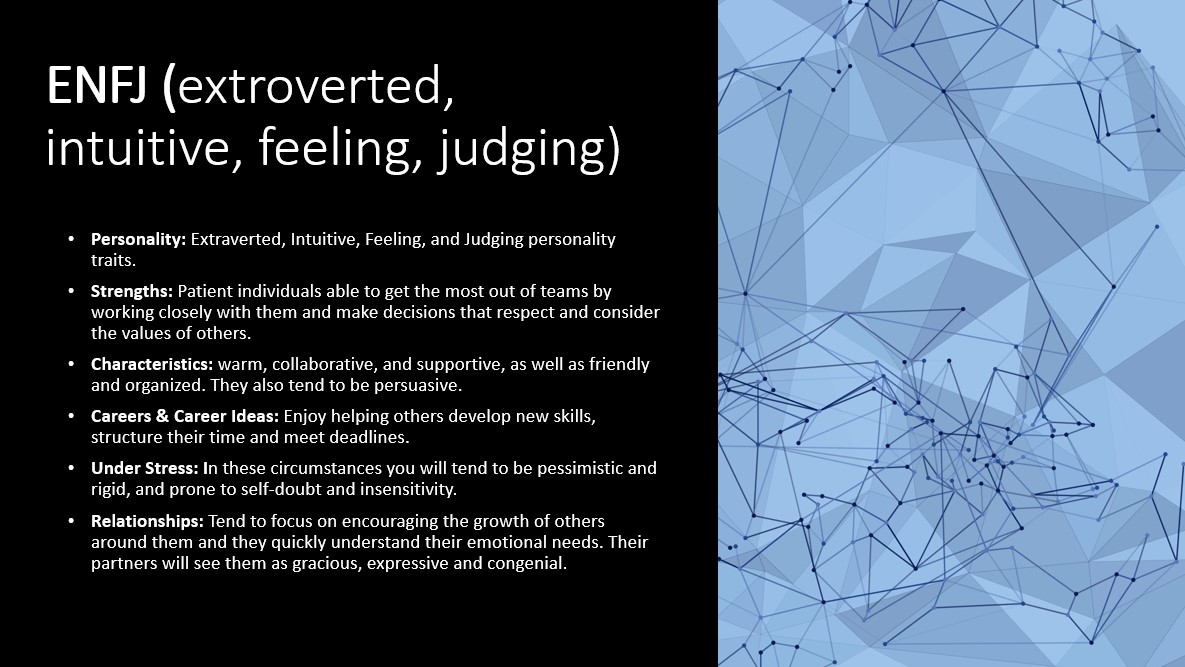 ENFJ (extroverted,
intuitive, feeling, judging)
• Personality: Extraverted, Intuitive, Feeling, and Judging personality
traits.
• Strengths: Patient individuals able to get the most out of teams by
working closely with them and make decisions that respect and consider
the values of others.
• Characteristics: warm, collaborative, and supportive, as well as friendly
and organized. They also tend to be persuasive.
• Careers & Career Ideas: Enjoy helping others develop new skills,
structure their time and meet deadlines.
• Under Stress: In these circumstances you will tend to be pessimistic and
rigid, and prone to self-doubt and insensitivity.
• Relationships: Tend to focus on encouraging the growth of others
around them and they quickly understand their emotional needs. Their
partners will see them as gracious, expressive and congenial.